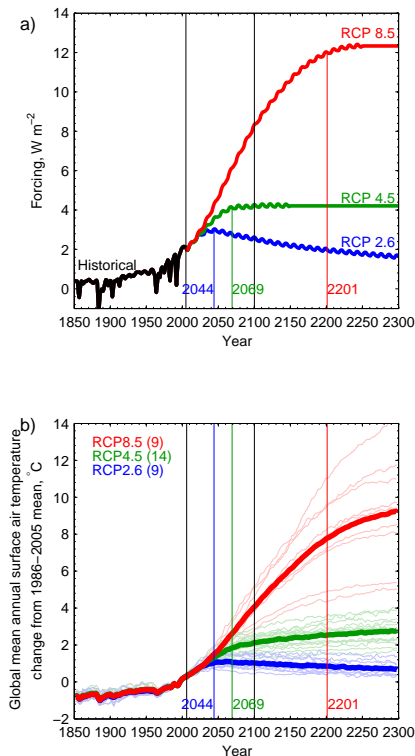 a)
14
12
10
8
6
4
2
0
Forcing, W m−2
RCP 8.5
RCP 4.5
RCP 2.6
Historical
2044
2069
2201
1850 1900 1950 2000 2050 2100 2150 2200 2250 2300
Year
b)
14
12
10
8
6
4
2
0
−2
Global mean annual surface air temperature
change from 1986−2005 mean, °C
RCP8.5 (9)
RCP4.5 (14)
RCP2.6 (9)
2044
2069
2201
1850 1900 1950 2000 2050 2100 2150 2200 2250 2300
Year